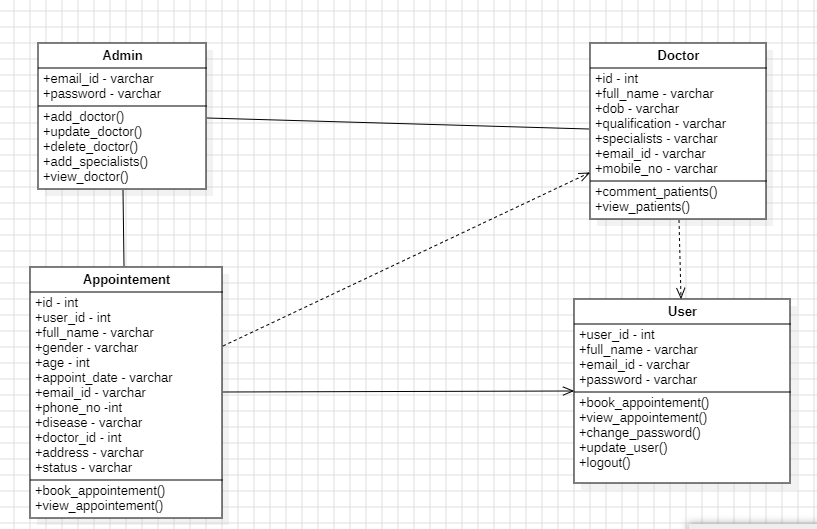 Admin
+email_id - varchar
+password - varchar
+add_doctor()
+update_doctor()
+delete_doctor()
+add_specialists()
+view_doctor()
Doctor
+id - int
+full_name - varchar
+dob - varchar
+qualification - varchar
+specialists - varchar
+email_id - varchar
+mobile_no - varchar
+comment_patients()
+view_patients()
Appointement
+id - int
+user_id - int
+full_name - varchar
+gender - varchar
+age - int
+appoint_date - varchar
+email_id - varchar
+phone_no -int
+disease - varchar
+doctor_id - int
+address - varchar
+status - varchar
+book_appointement()
+view_appointement()
User
+user_id - int
+full_name - varchar
+email_id - varchar
+password - varchar
+book_appointement()
+view_appointement()
+change_password()
+update_user()
+logout()